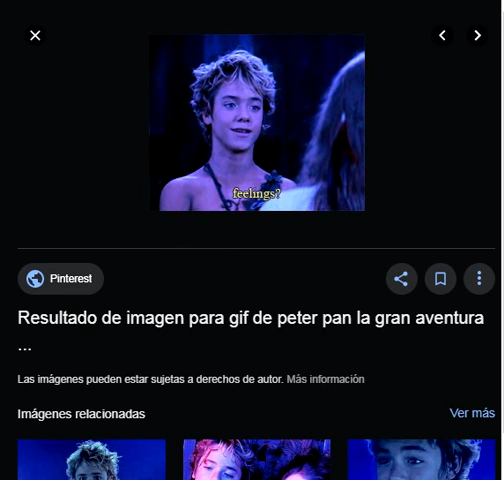 feelings?
Pinterest
Resultado de imagen para gif de peter pan la gran aventura
...
Las imágenes pueden estar sujetas a derechos de autor. Más información
Imágenes relacionadas
Ver más